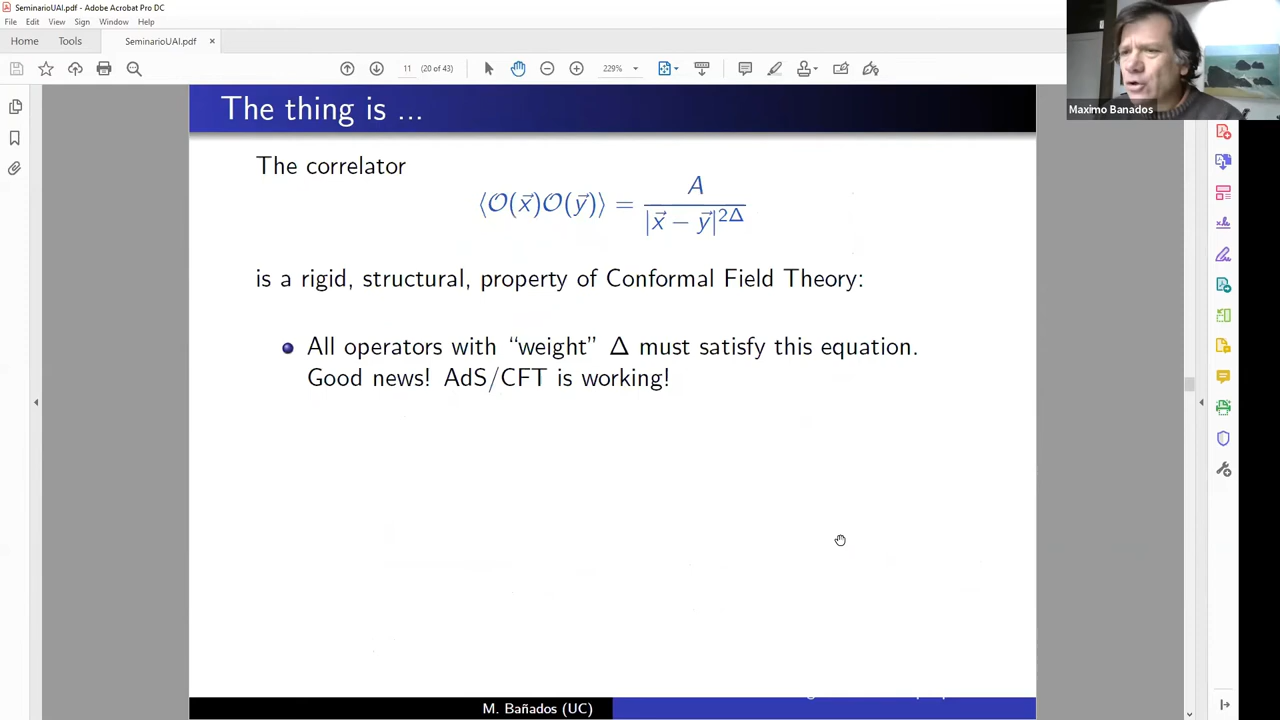 SeminarioUAI.pdf - Adobe Acrobat Pro DC
File Edit View Sign Window Help
Home Tools SeminarioUAI.pdf ×
11 (20 of 43) 229%
Maximo Banados
The thing is ...
The correlator
⟨O(x⃗)O(y⃗)⟩ = A / |x⃗ − y⃗|^{2Δ}
is a rigid, structural, property of Conformal Field Theory:
All operators with “weight” Δ must satisfy this equation.
Good news! AdS/CFT is working!
M. Bañados (UC)